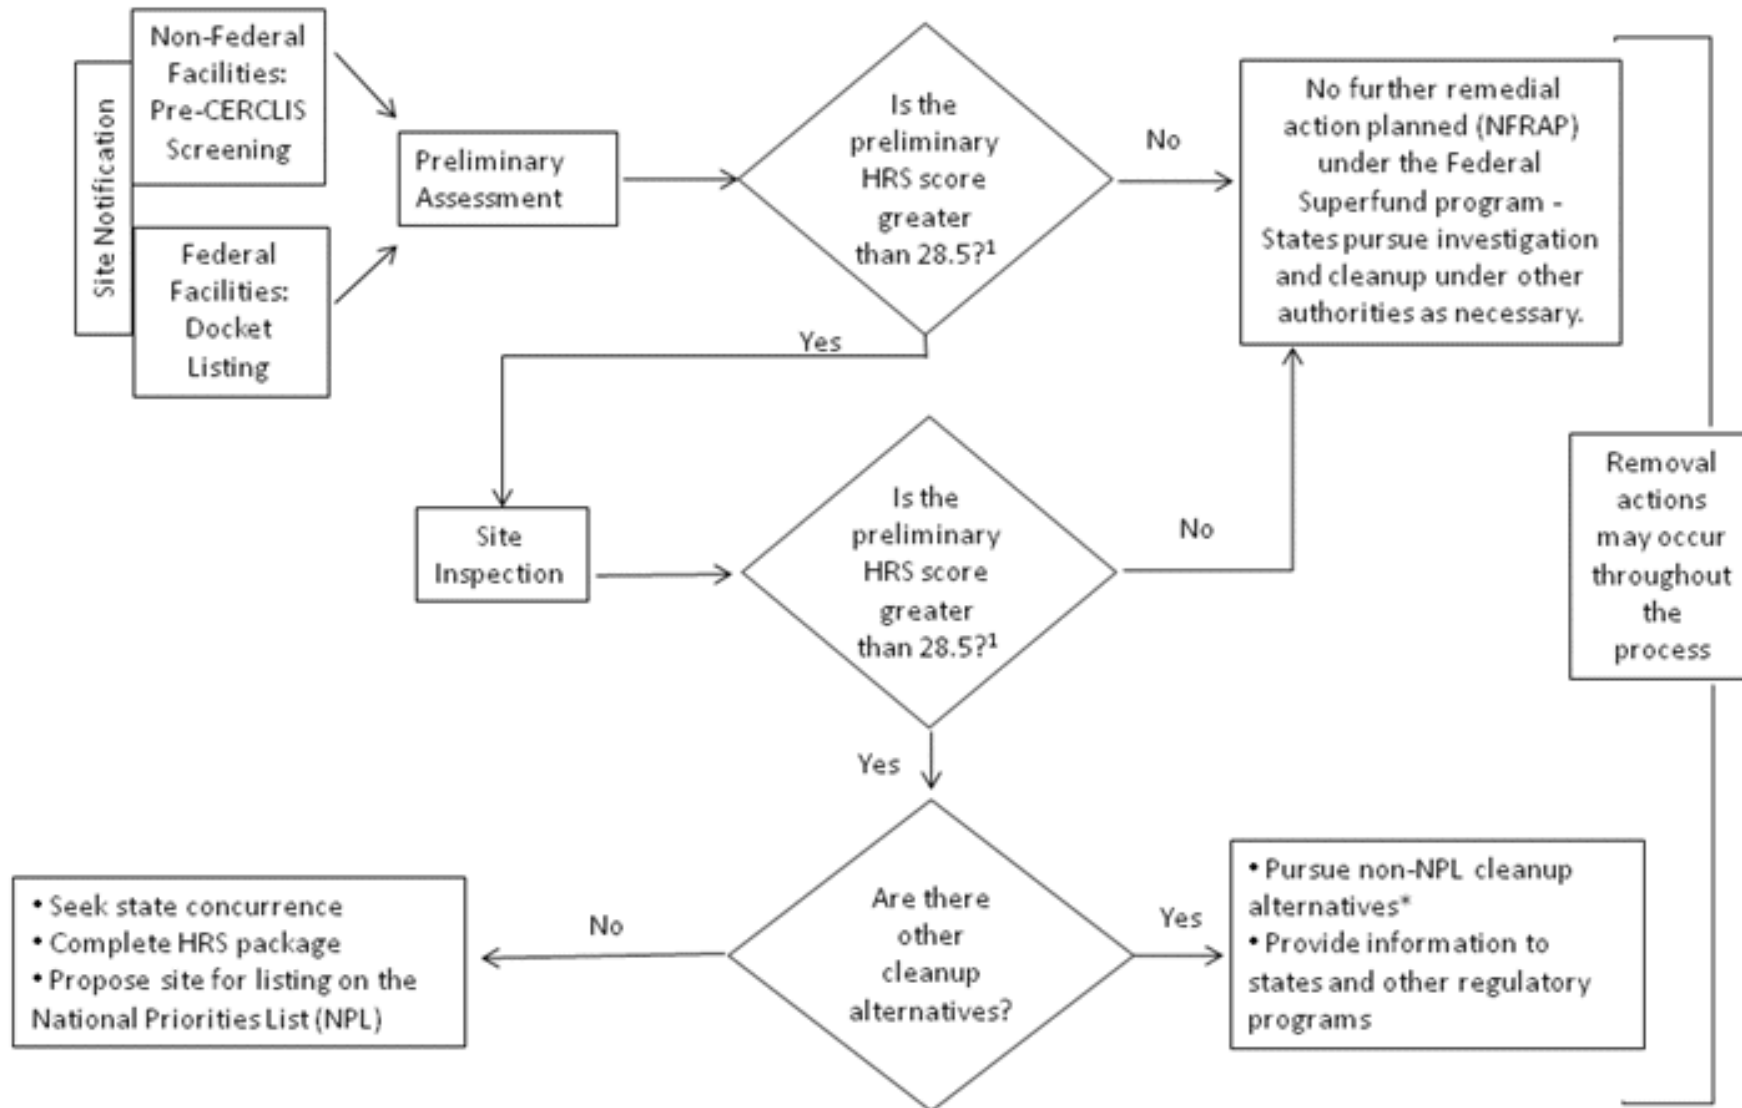 Site Notification
Non-Federal
Facilities:
Pre-CERCLIS
Screening
Federal
Facilities:
Docket
Listing
Preliminary
Assessment
Is the
preliminary
HRS score
greater
than 28.5?¹
No
No further remedial
action planned (NFRAP)
under the Federal
Superfund program -
States pursue investigation
and cleanup under other
authorities as necessary.
Yes
Site
Inspection
Is the
preliminary
HRS score
greater
than 28.5?¹
No
Removal
actions
may occur
throughout
the
process
Yes
Are there
other
cleanup
alternatives?
No
• Seek state concurrence
• Complete HRS package
• Propose site for listing on the
National Priorities List (NPL)
Yes
• Pursue non-NPL cleanup
alternatives*
• Provide information to
states and other regulatory
programs